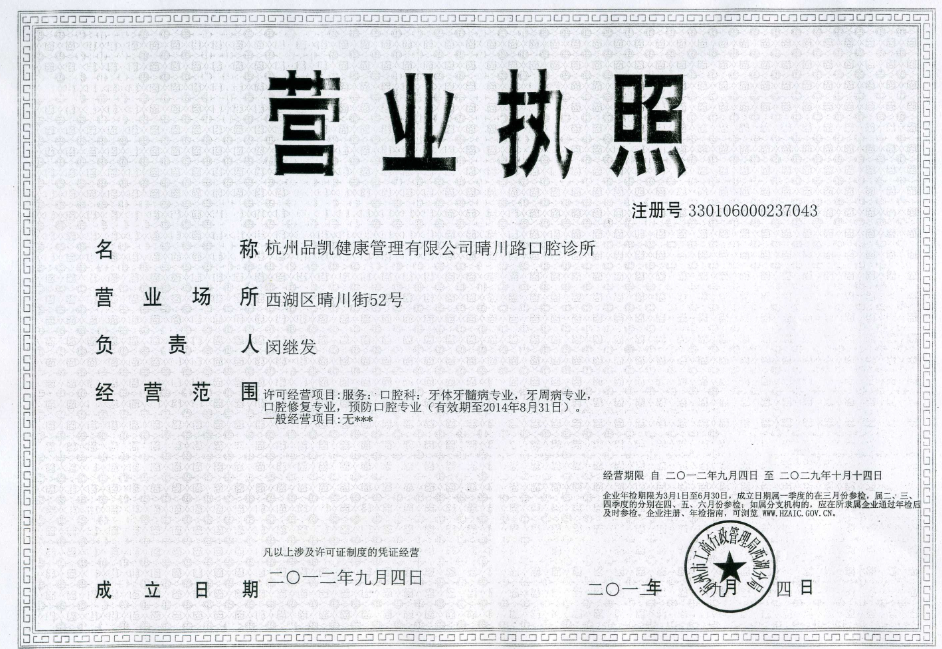 营业执照
注册号 330106000237043
名称 杭州品凯健康管理有限公司晴川路口腔诊所
营业场所 西湖区晴川街52号
负责人 闵继发
经营范围 许可经营项目:服务:口腔科:牙体牙髓病专业,牙周病专业,
口腔修复专业,预防口腔专业(有效期至2014年8月31日)。
一般经营项目:无***
经营期限 自 二〇一二年九月四日 至 二〇二九年十月十四日
企业年检期限为3月1日至6月30日,成立日期属一季度的在三月份参检,属二、三、
四季度的分别在四、五、六月份参检;如属分支机构的,应在所隶属企业通过年检后
及时参检。企业注册、年检指南,可浏览 WWW.HZAIC.GOV.CN.
凡以上涉及许可证制度的凭证经营
成立日期 二〇一二年九月四日
二〇一二年 九月 四日
杭州市工商行政管理局西湖分局